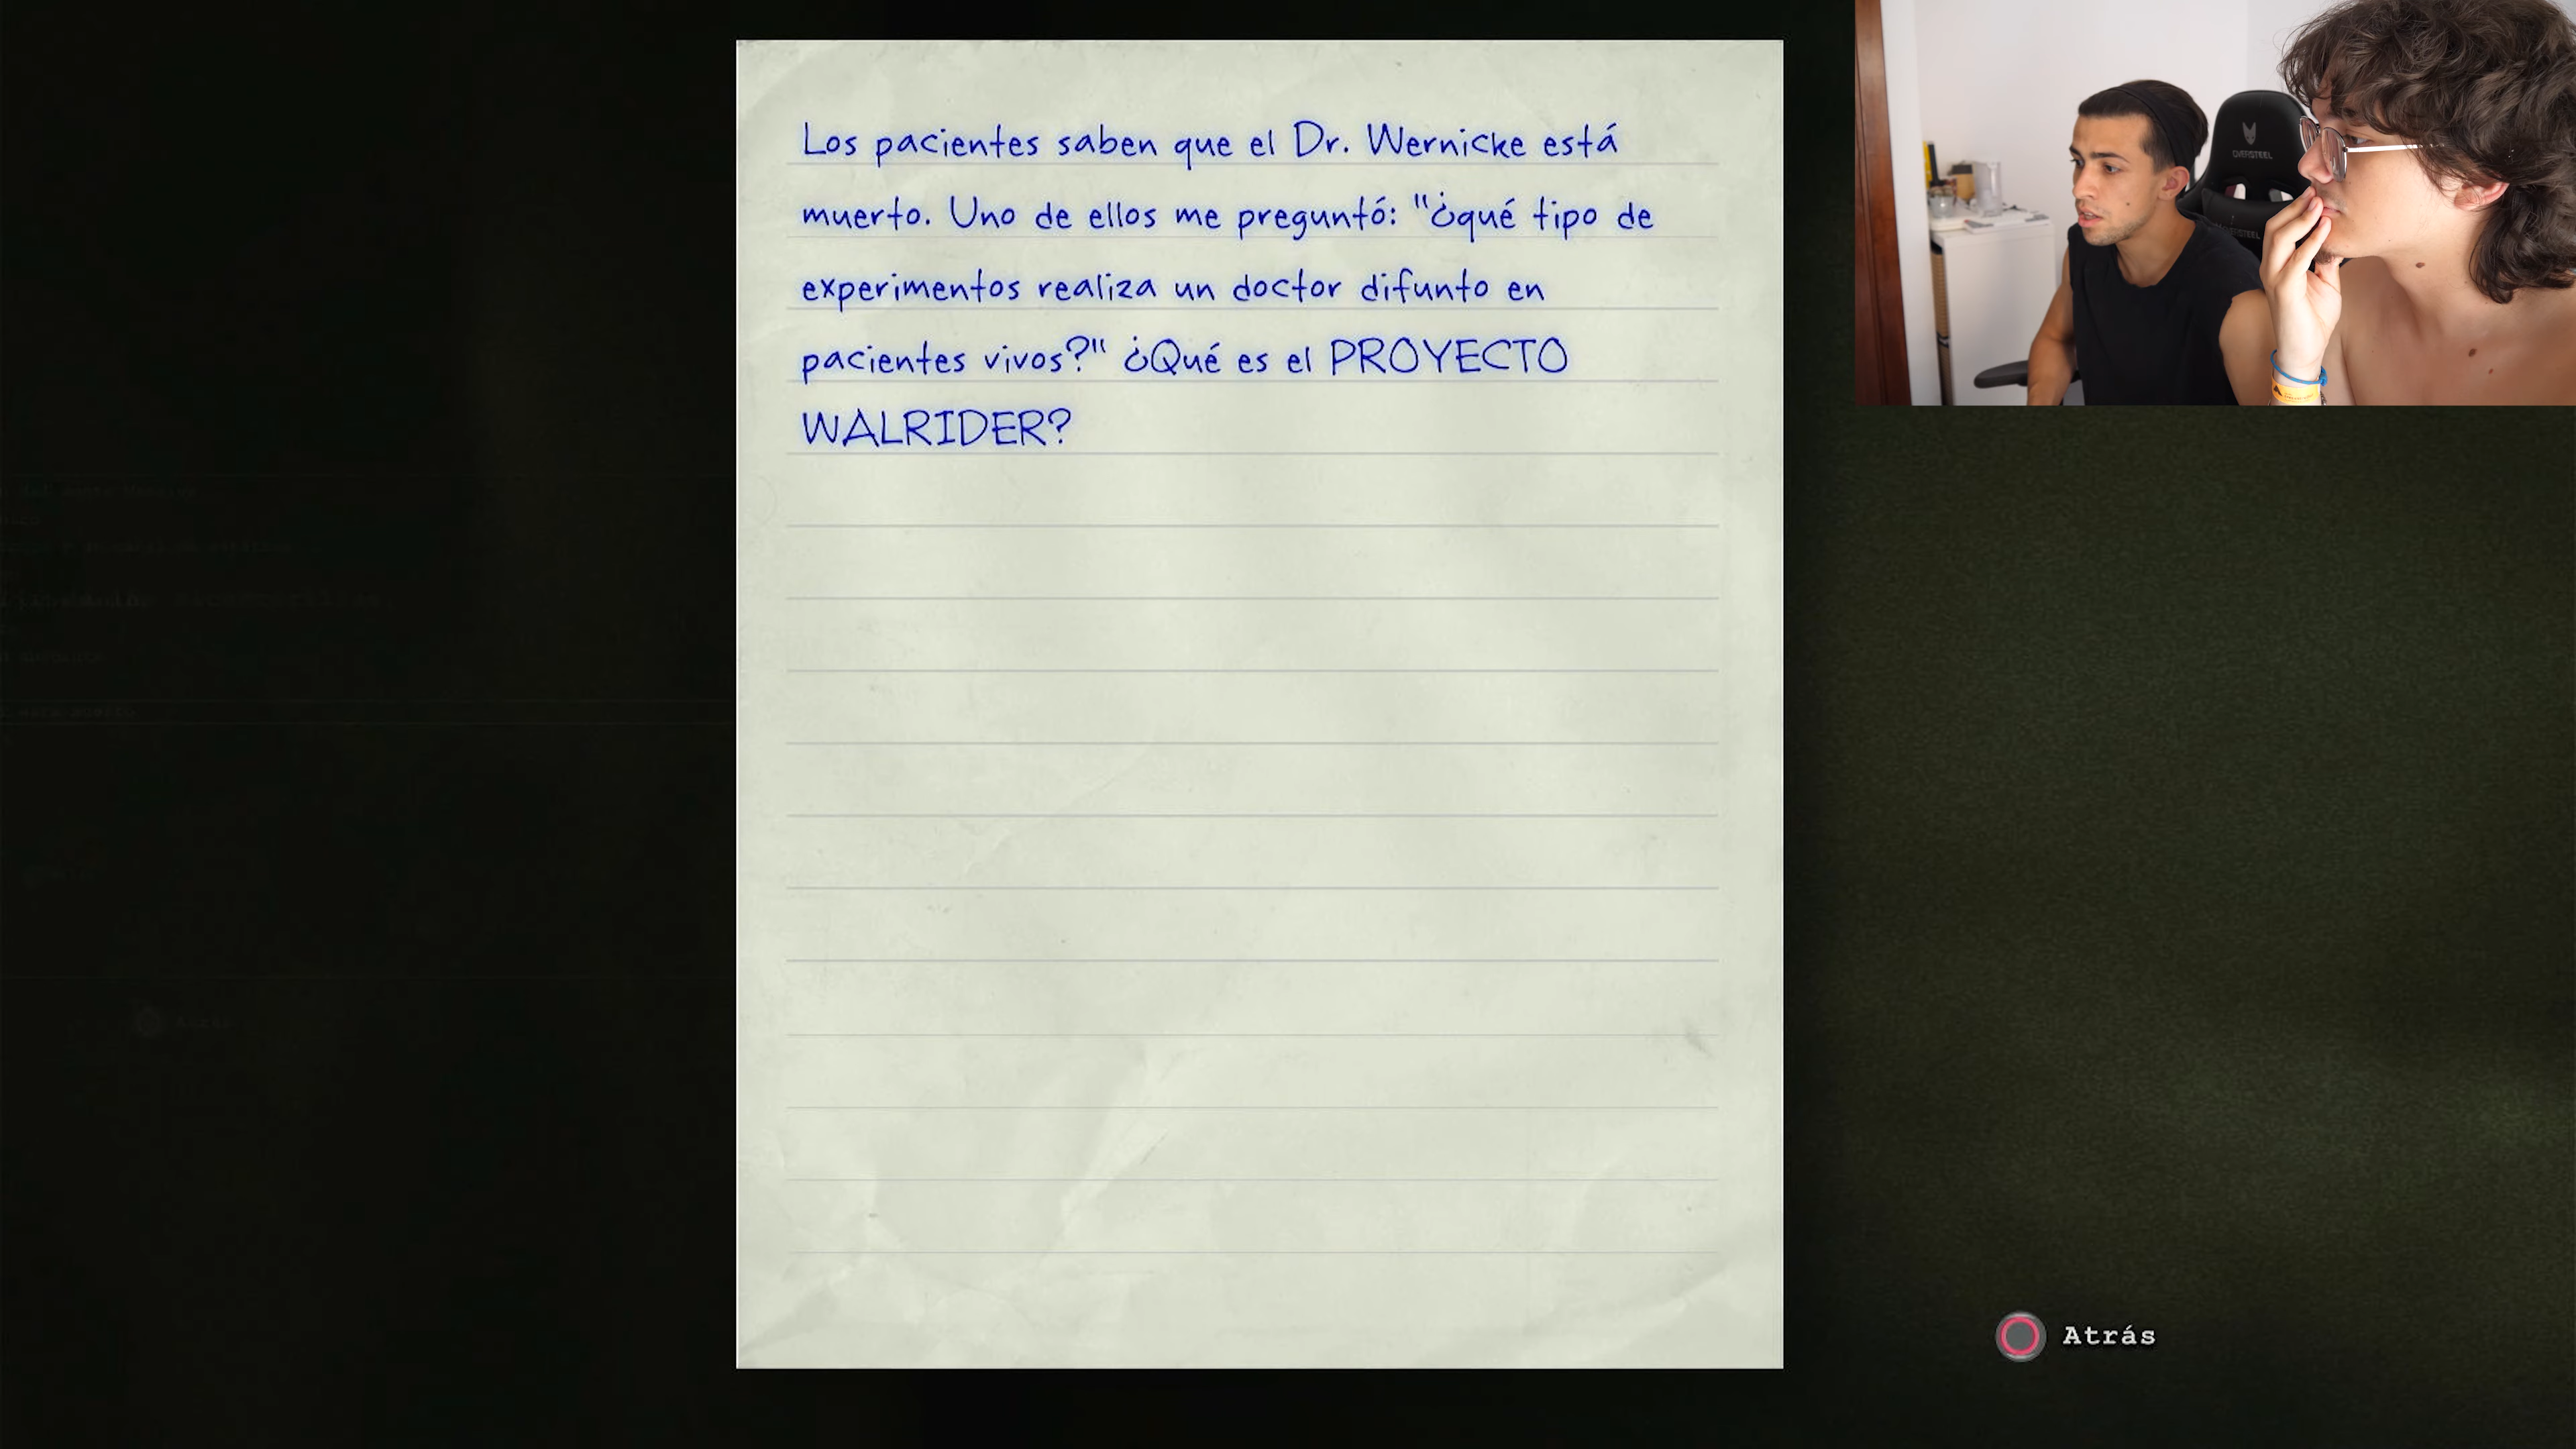 Los pacientes saben que el Dr. Wernicke está
muerto. Uno de ellos me preguntó: "¿qué tipo de
experimentos realiza un doctor difunto en
pacientes vivos?" ¿Qué es el PROYECTO
WALRIDER?
OVERSTEEL
Atrás